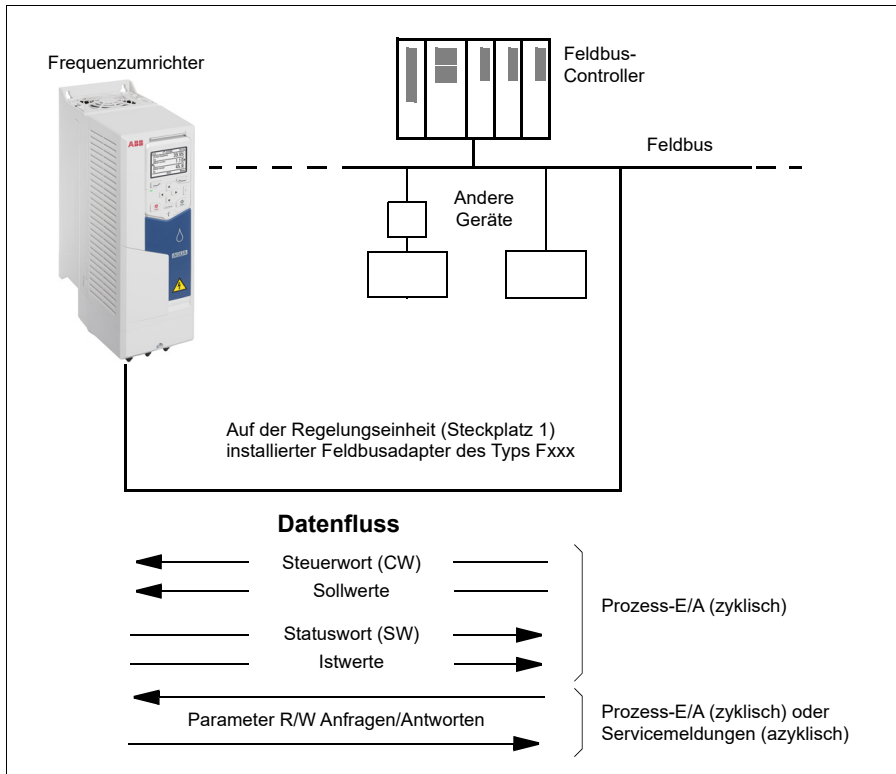 Frequenzumrichter
ABB
Feldbus-
Controller
Feldbus
Andere
Geräte
Auf der Regelungseinheit (Steckplatz 1)
installierter Feldbusadapter des Typs Fxxx
Datenfluss
Steuerwort (CW)
Sollwerte
Statuswort (SW)
Istwerte
Prozess-E/A (zyklisch)
Parameter R/W Anfragen/Antworten
Prozess-E/A (zyklisch) oder
Servicemeldungen (azyklisch)